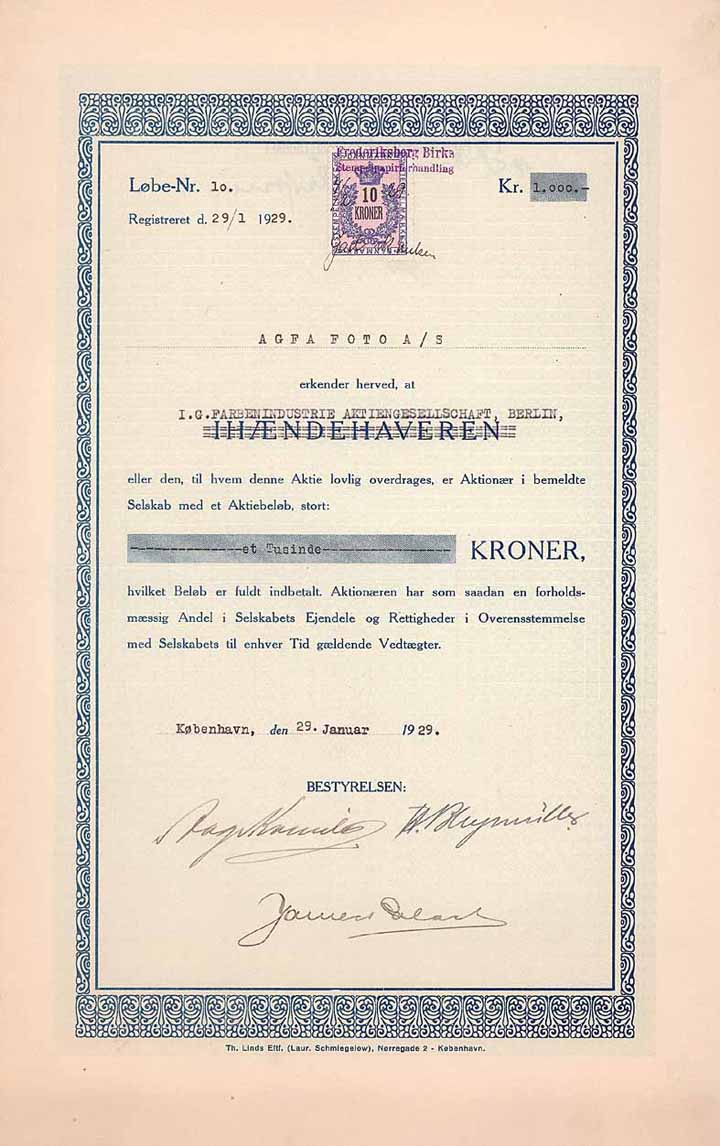 Frederiksborg Birks
Stempelpapirforhandling
10
KRONER
Løbe-Nr. 10.
Kr. 1.000.-
Registreret d. 29/1 1929.
AGFA FOTO A/S
erkender herved, at
I.G.FARBENINDUSTRIE AKTIENGESELLSCHAFT, BERLIN,
IHÆNDEHAVEREN
eller den, til hvem denne Aktie lovlig overdrages, er Aktionær i bemeldte
Selskab med et Aktiebeløb, stort:
-------------et Tusinde---------------- KRONER,
hvilket Beløb er fuldt indbetalt. Aktionæren har som saadan en forholds-
mæssig Andel i Selskabets Ejendele og Rettigheder i Overensstemmelse
med Selskabets til enhver Tid gældende Vedtægter.
København, den 29. Januar 1929.
BESTYRELSEN:
Th. Linds Eftf. (Laur. Schmiegelow), Nørregade 2 - København.